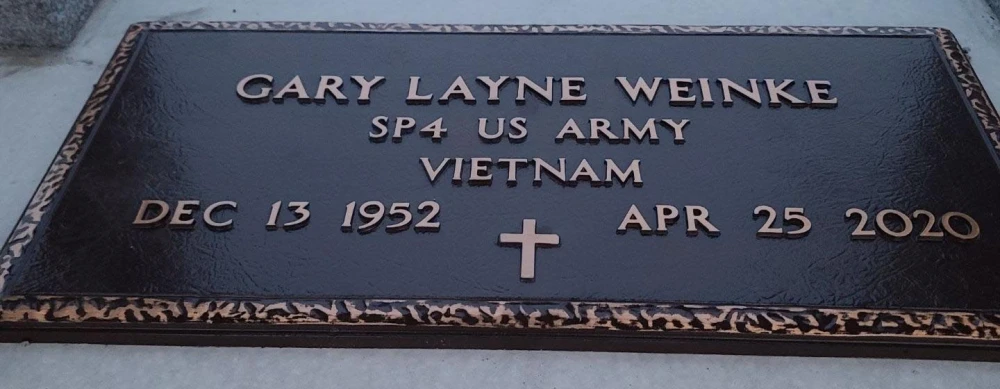 GARY LAYNE WEINKE
SP4 US ARMY
VIETNAM
DEC 13 1952 APR 25 2020